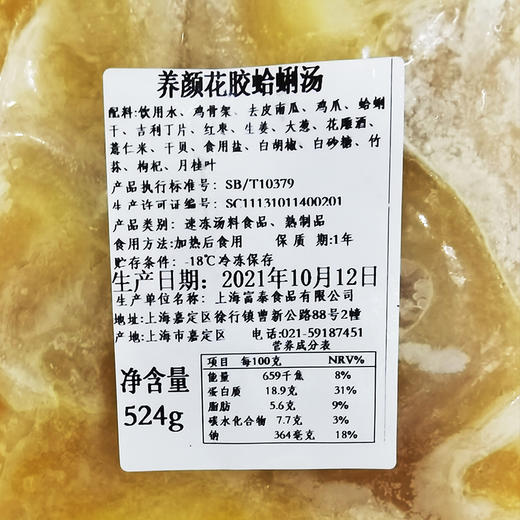 养颜花胶蛤蜊汤
配料:饮用水、鸡骨架、去皮南瓜、鸡爪、蛤蜊
干、吉利丁片、红枣、生姜、大葱、花雕酒、
薏仁米、干贝、食用盐、白胡椒、白砂糖、竹
荪、枸杞、月桂叶
产品执行标准号: SB/T10379
生产许可证编号: SC11131011400201
产品类别: 速冻汤料食品、熟制品
食用方法:加热后食用 保 质 期:1年
贮存条件: -18℃冷冻保存
生产日期: 2021年10月12日
生产单位名称: 上海富泰食品有限公司
地址:上海嘉定区徐行镇曹新公路88号2幢
产地:上海市嘉定区 电话:021-59187451
营养成分表
项目 每100克 NRV%
能量 659千焦 8%
蛋白质 18.9克 31%
脂肪 5.6克 9%
碳水化合物 7.7克 3%
钠 364毫克 18%
净含量
524g